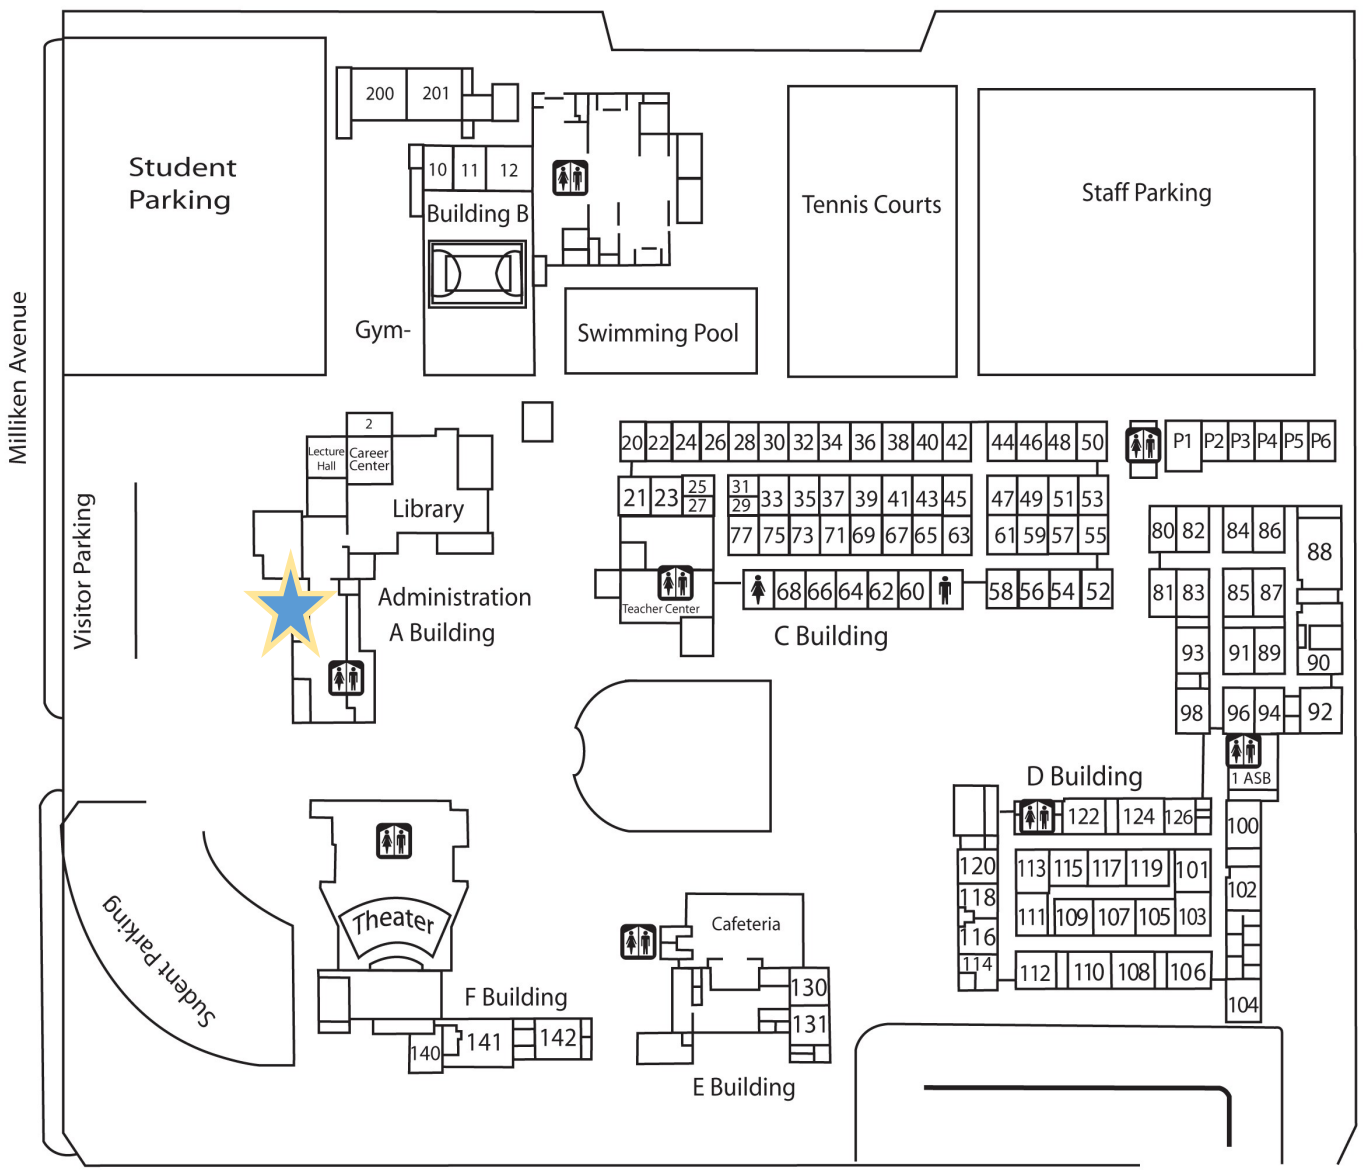 Milliken Avenue
Student
Parking
200 201
10 11 12
Building B
Gym-
Swimming Pool
Tennis Courts
Staff Parking
Visitor Parking
2
Lecture
Hall
Career
Center
Library
Administration
A Building
20 22 24 26 28 30 32 34 36 38 40 42 44 46 48 50
P1 P2 P3 P4 P5 P6
21 23 25 31 33 35 37 39 41 43 45 47 49 51 53
27 29
77 75 73 71 69 67 65 63 61 59 57 55
68 66 64 62 60 58 56 54 52
Teacher Center
C Building
80 82 84 86 88
81 83 85 87
93 91 89 90
98 96 94 92
1 ASB
D Building
122 124 126 100
120 113 115 117 119 101 102
118
111 109 107 105 103
116
114 112 110 108 106
104
Student Parking
Theater
F Building
140 141 142
Cafeteria
130
131
E Building